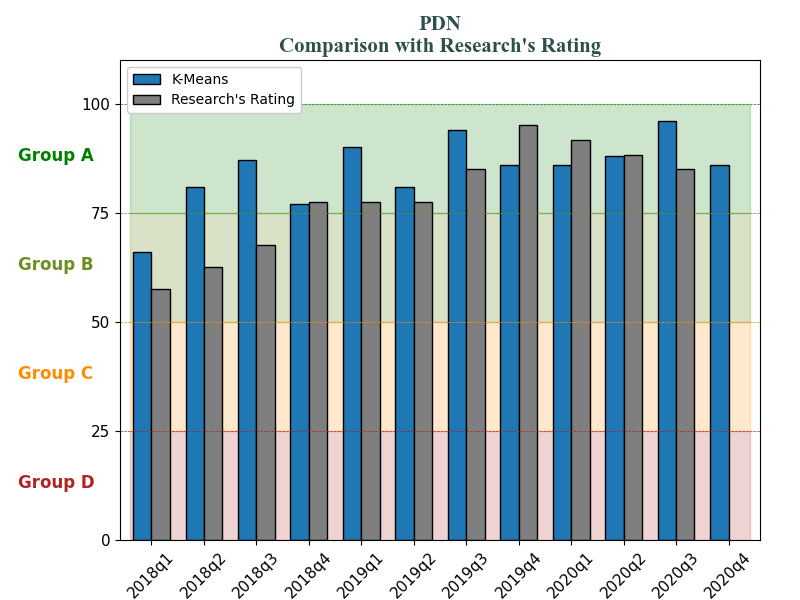 PDN
Comparison with Research's Rating
K-Means
Research's Rating
100
Group A
75
Group B
50
Group C
25
Group D
0
2018q1 2018q2 2018q3 2018q4 2019q1 2019q2 2019q3 2019q4 2020q1 2020q2 2020q3 2020q4